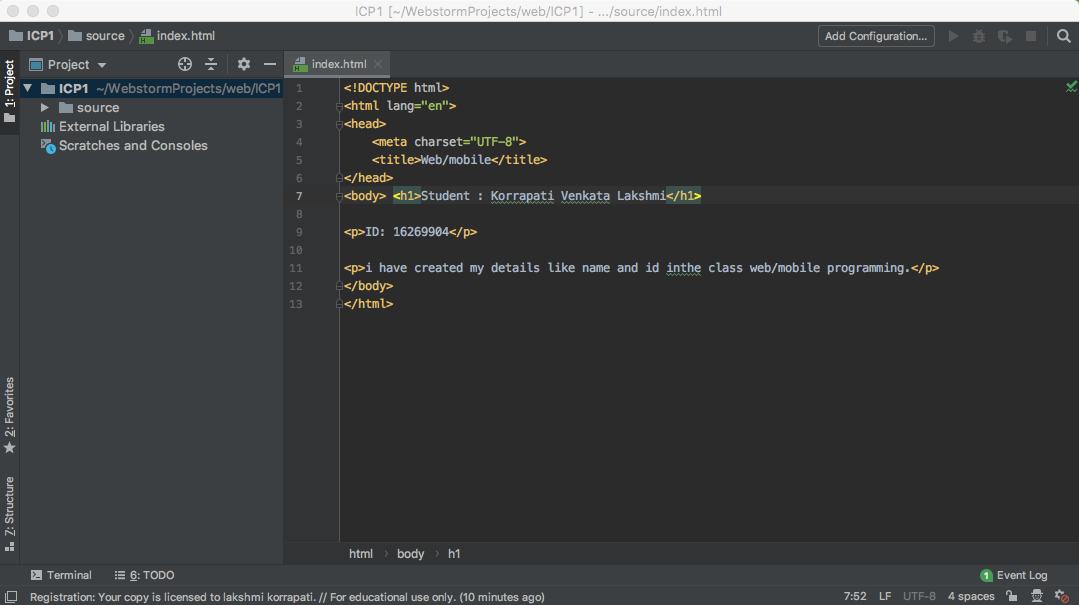 ICP1 [~/WebstormProjects/web/ICP1] - .../source/index.html
ICP1 source index.html
Add Configuration...
1: Project
Project
index.html
ICP1 ~/WebstormProjects/web/ICP1
source
External Libraries
Scratches and Consoles
2: Favorites
7: Structure
1 <!DOCTYPE html>
2 <html lang="en">
3 <head>
4 <meta charset="UTF-8">
5 <title>Web/mobile</title>
6 </head>
7 <body> <h1>Student : Korrapati Venkata Lakshmi</h1>
8
9 <p>ID: 16269904</p>
10
11 <p>i have created my details like name and id inthe class web/mobile programming.</p>
12 </body>
13 </html>
html body h1
Terminal 6: TODO 1 Event Log
Registration: Your copy is licensed to lakshmi korrapati. // For educational use only. (10 minutes ago) 7:52 LF UTF-8 4 spaces